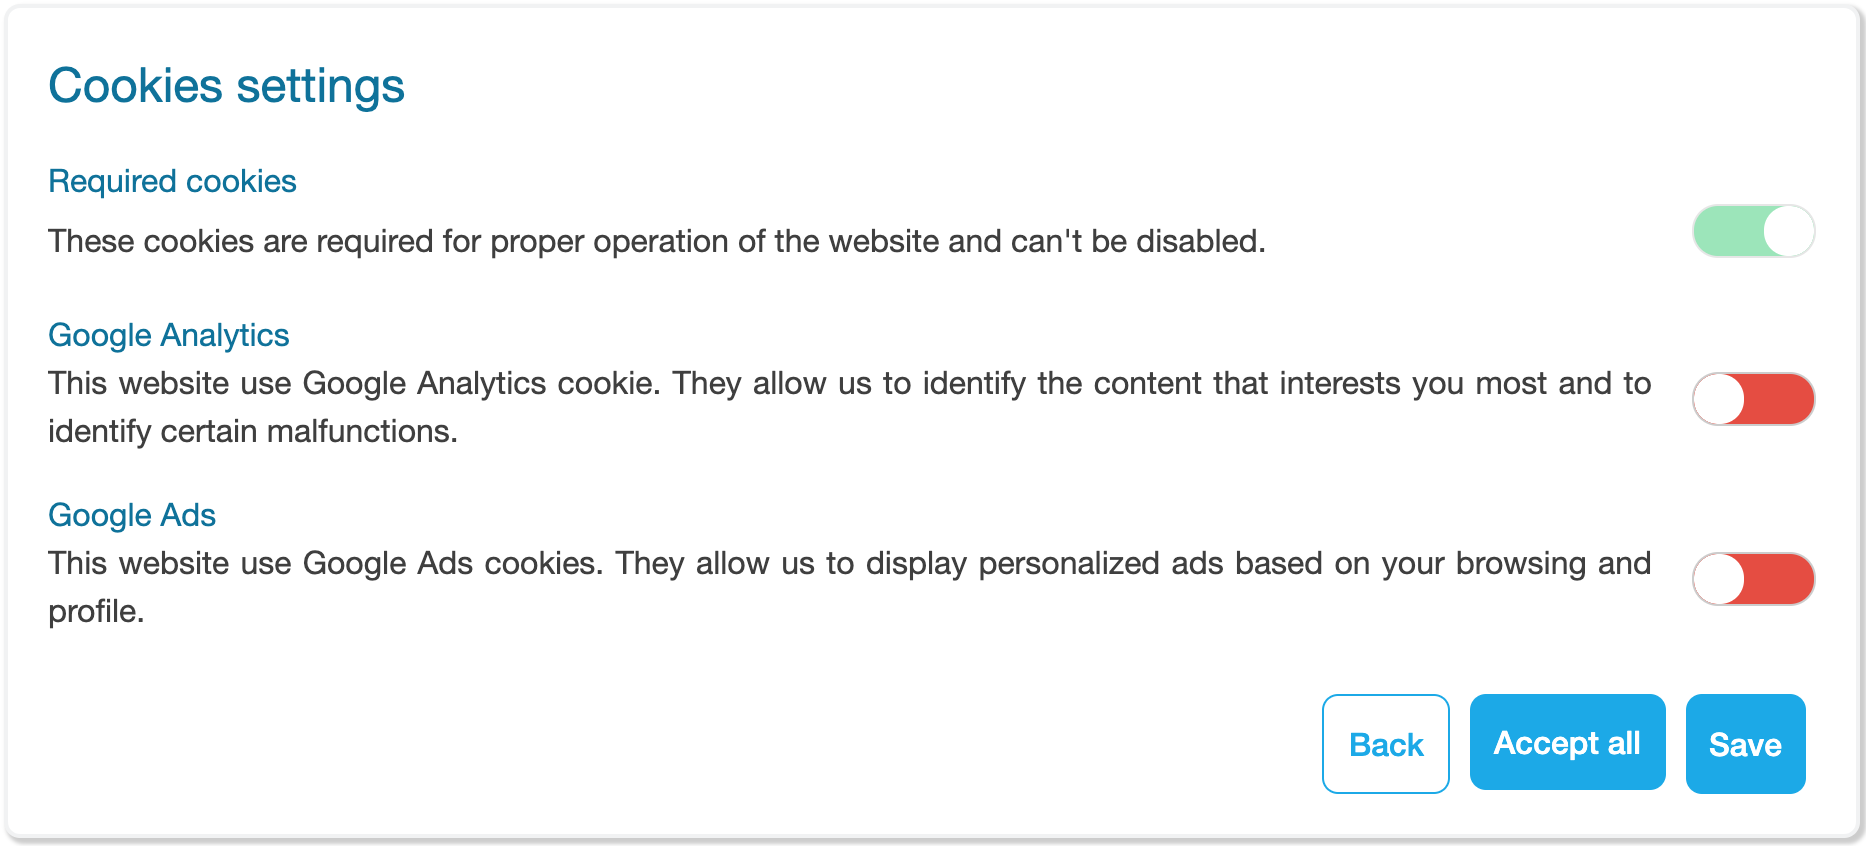 Cookies settings
Required cookies
These cookies are required for proper operation of the website and can't be disabled.
Google Analytics
This website use Google Analytics cookie. They allow us to identify the content that interests you most and to
identify certain malfunctions.
Google Ads
This website use Google Ads cookies. They allow us to display personalized ads based on your browsing and
profile.
Back
Accept all
Save